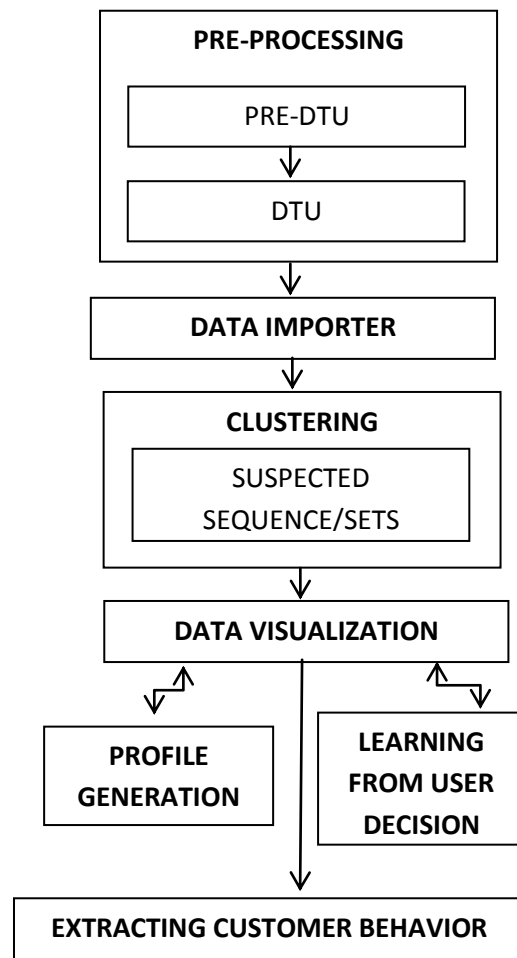 PRE-PROCESSING
PRE-DTU
DTU
DATA IMPORTER
CLUSTERING
SUSPECTED
SEQUENCE/SETS
DATA VISUALIZATION
PROFILE
GENERATION
LEARNING
FROM USER
DECISION
EXTRACTING CUSTOMER BEHAVIOR